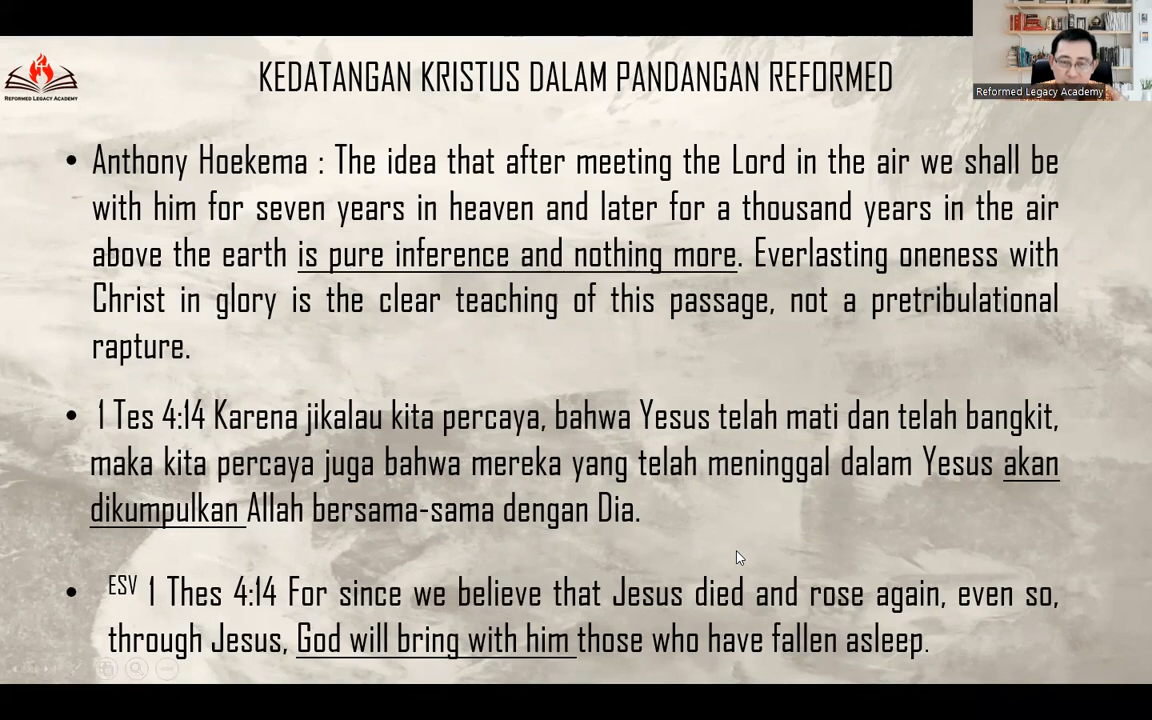 REFORMED LEGACY ACADEMY
KEDATANGAN KRISTUS DALAM PANDANGAN REFORMED
Reformed Legacy Academy
• Anthony Hoekema : The idea that after meeting the Lord in the air we shall be
with him for seven years in heaven and later for a thousand years in the air
above the earth is pure inference and nothing more. Everlasting oneness with
Christ in glory is the clear teaching of this passage, not a pretribulational
rapture.
• 1 Tes 4:14 Karena jikalau kita percaya, bahwa Yesus telah mati dan telah bangkit,
maka kita percaya juga bahwa mereka yang telah meninggal dalam Yesus akan
dikumpulkan Allah bersama-sama dengan Dia.
• ESV 1 Thes 4:14 For since we believe that Jesus died and rose again, even so,
through Jesus, God will bring with him those who have fallen asleep.